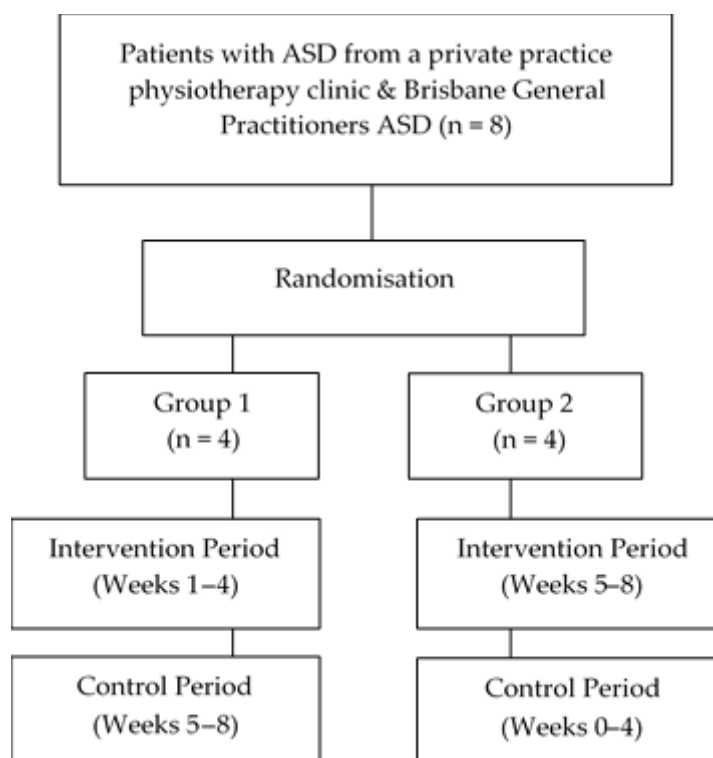 Patients with ASD from a private practice
physiotherapy clinic & Brisbane General
Practitioners ASD (n = 8)
Randomisation
Group 1
(n = 4)
Group 2
(n = 4)
Intervention Period
(Weeks 1–4)
Intervention Period
(Weeks 5–8)
Control Period
(Weeks 5–8)
Control Period
(Weeks 0–4)